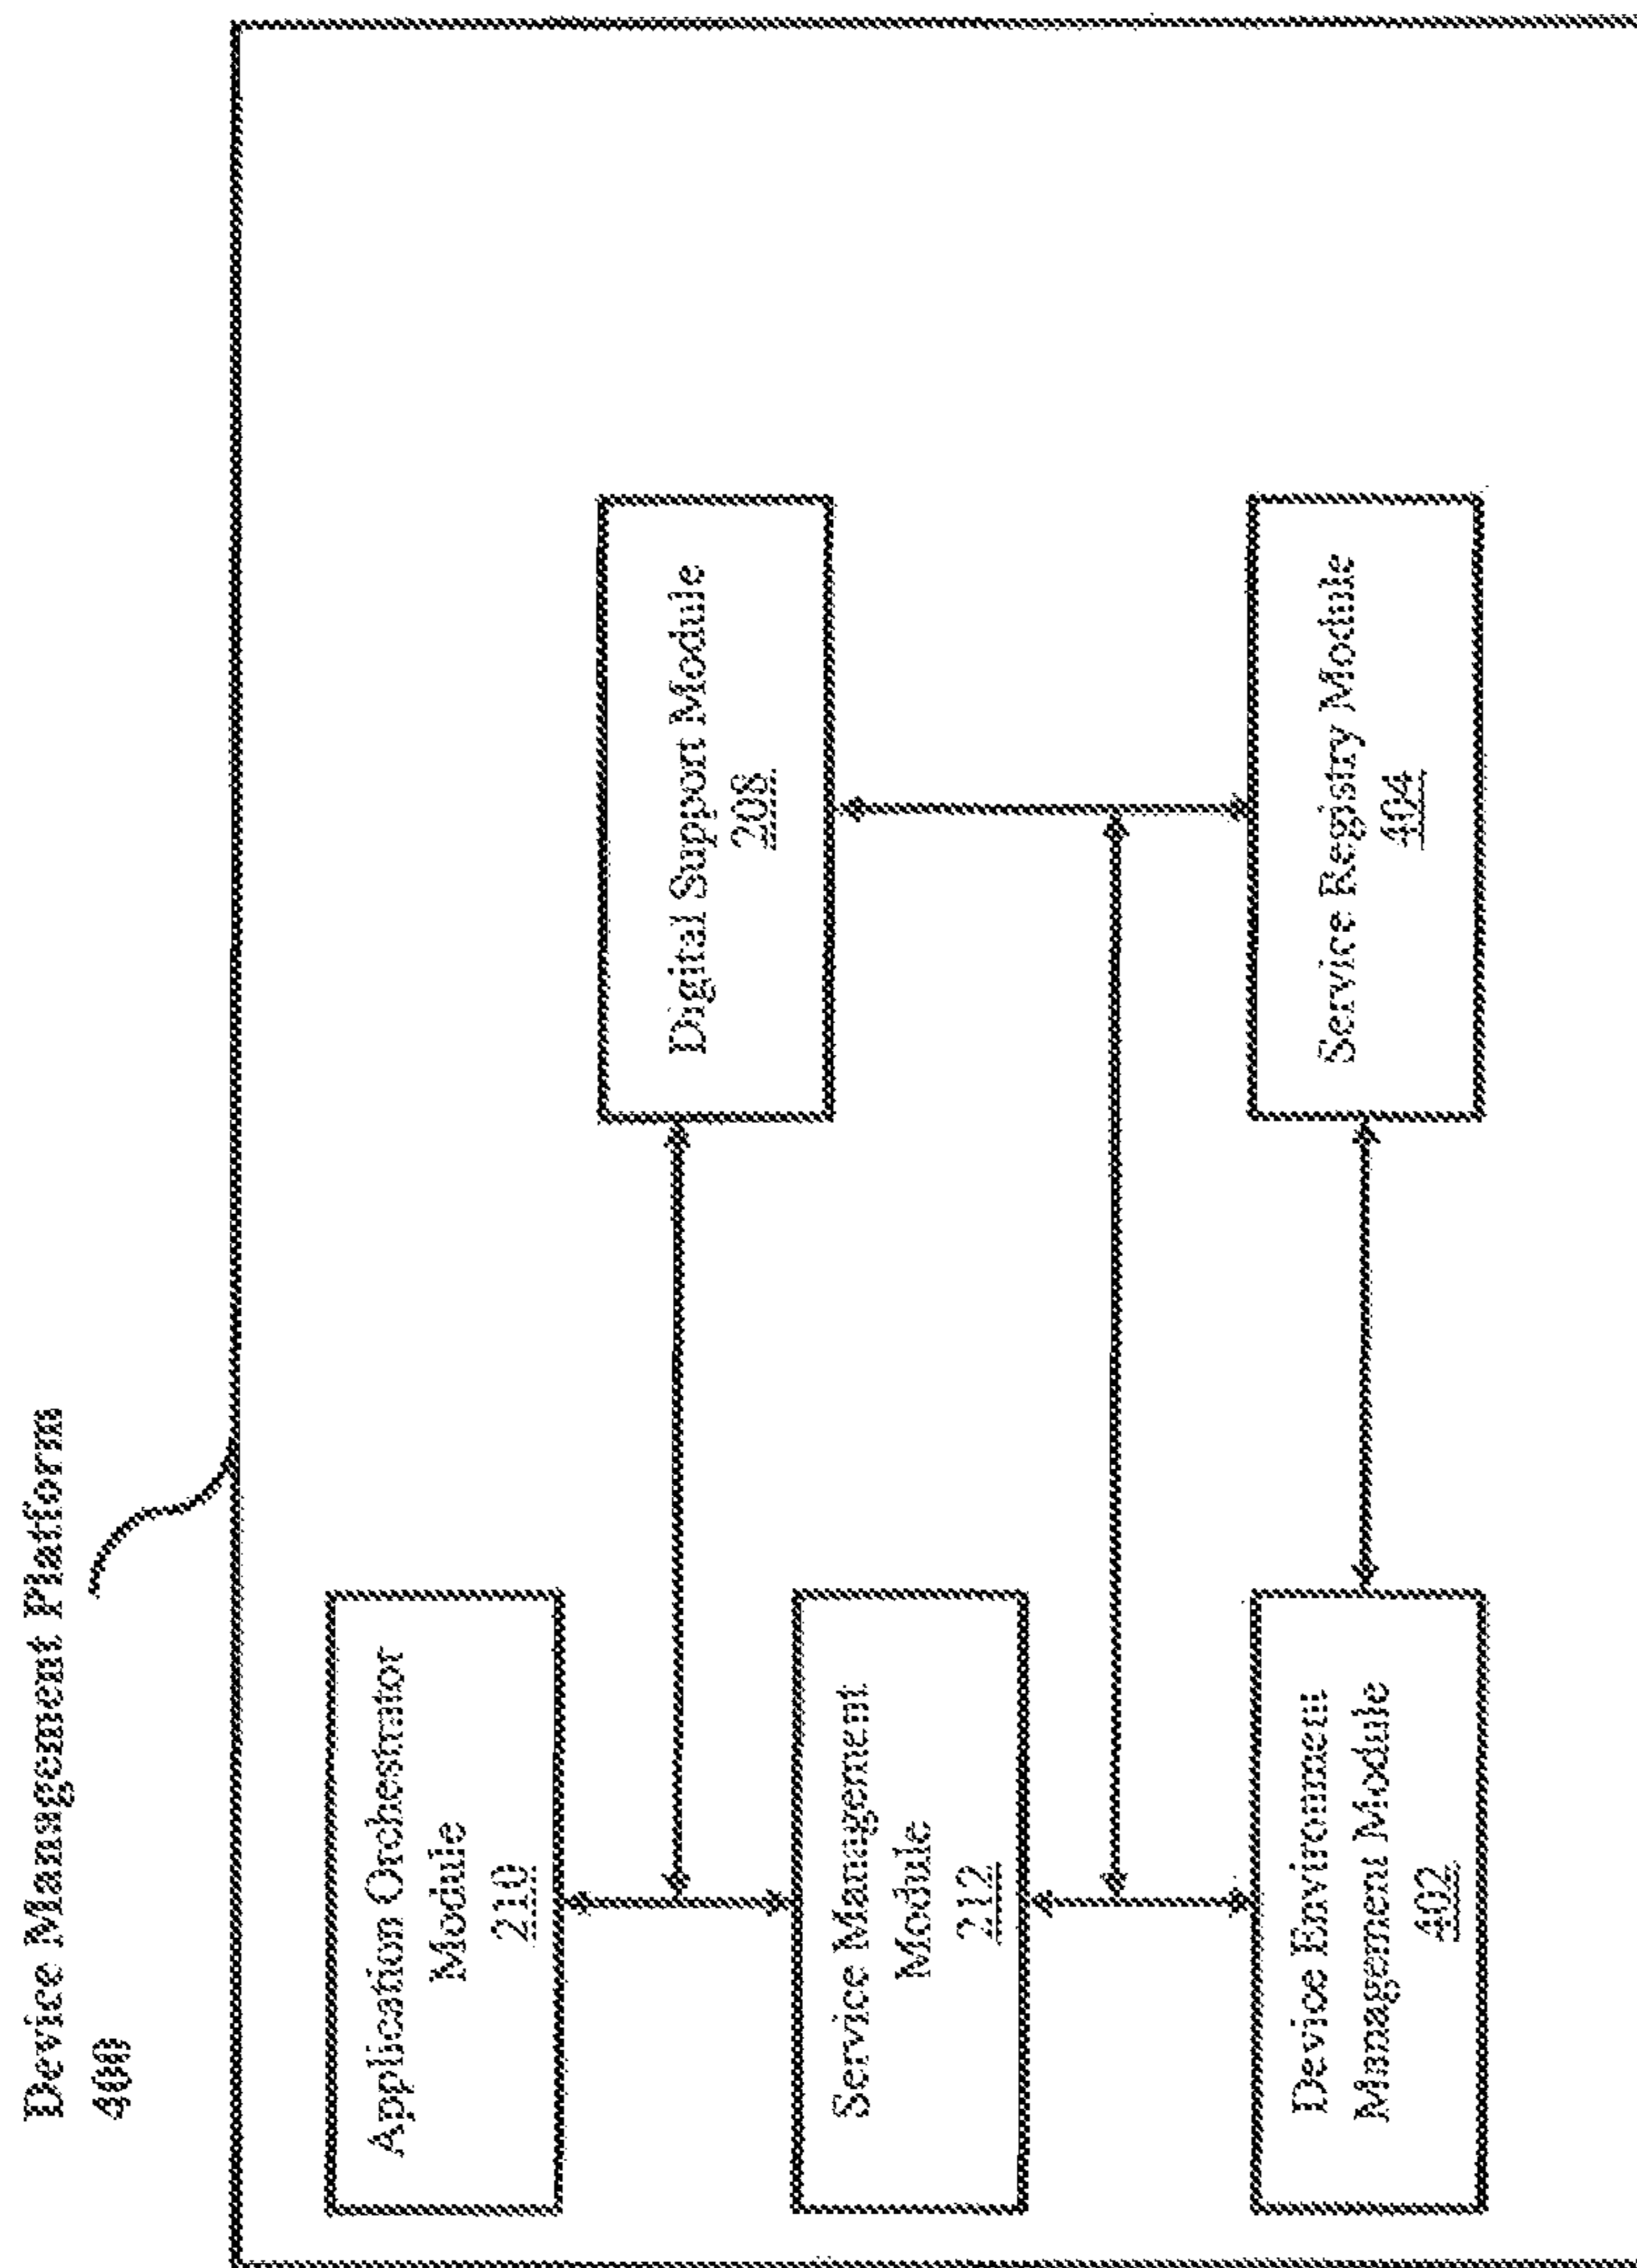 Device Management Platform
400
Application Orchestrator
Module
210
Service Management
Module
212
Device Environment
Management Module
402
Digital Support Module
208
Service Registry Module
404